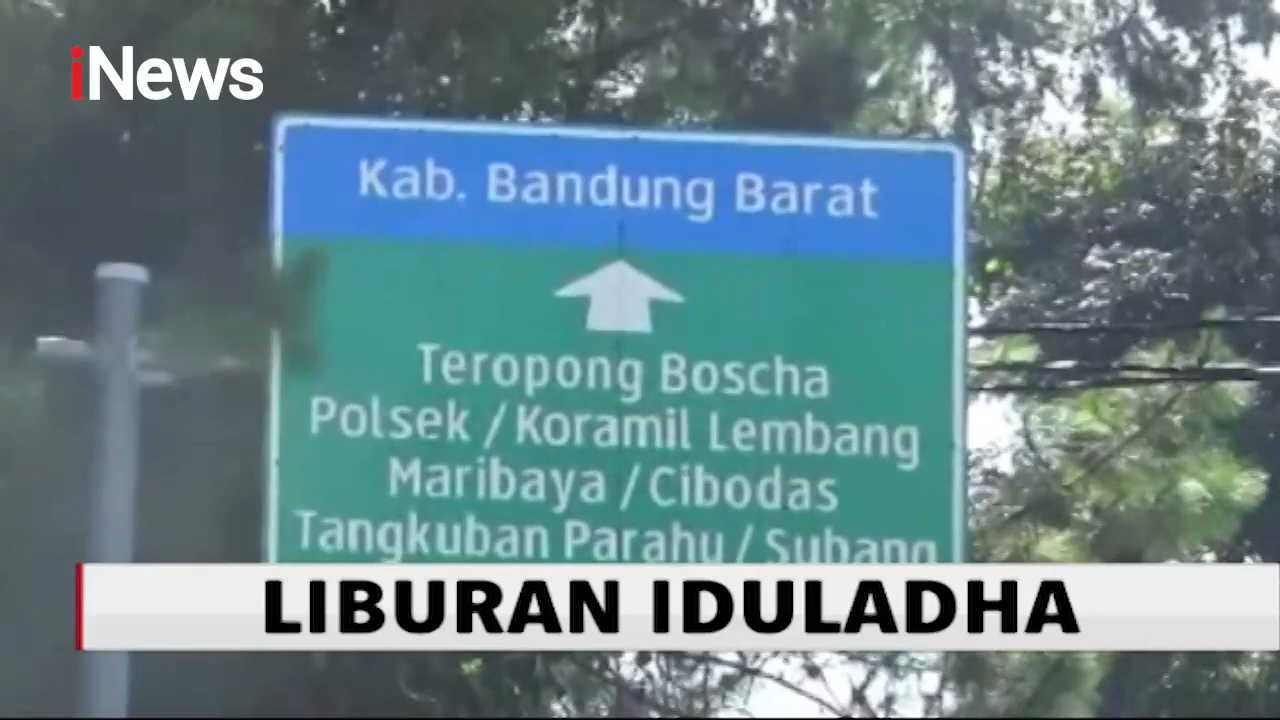 iNews
Kab. Bandung Barat
Teropong Boscha
Polsek / Koramil Lembang
Maribaya / Cibodas
Tangkuban Parahu / Subang
LIBURAN IDULADHA